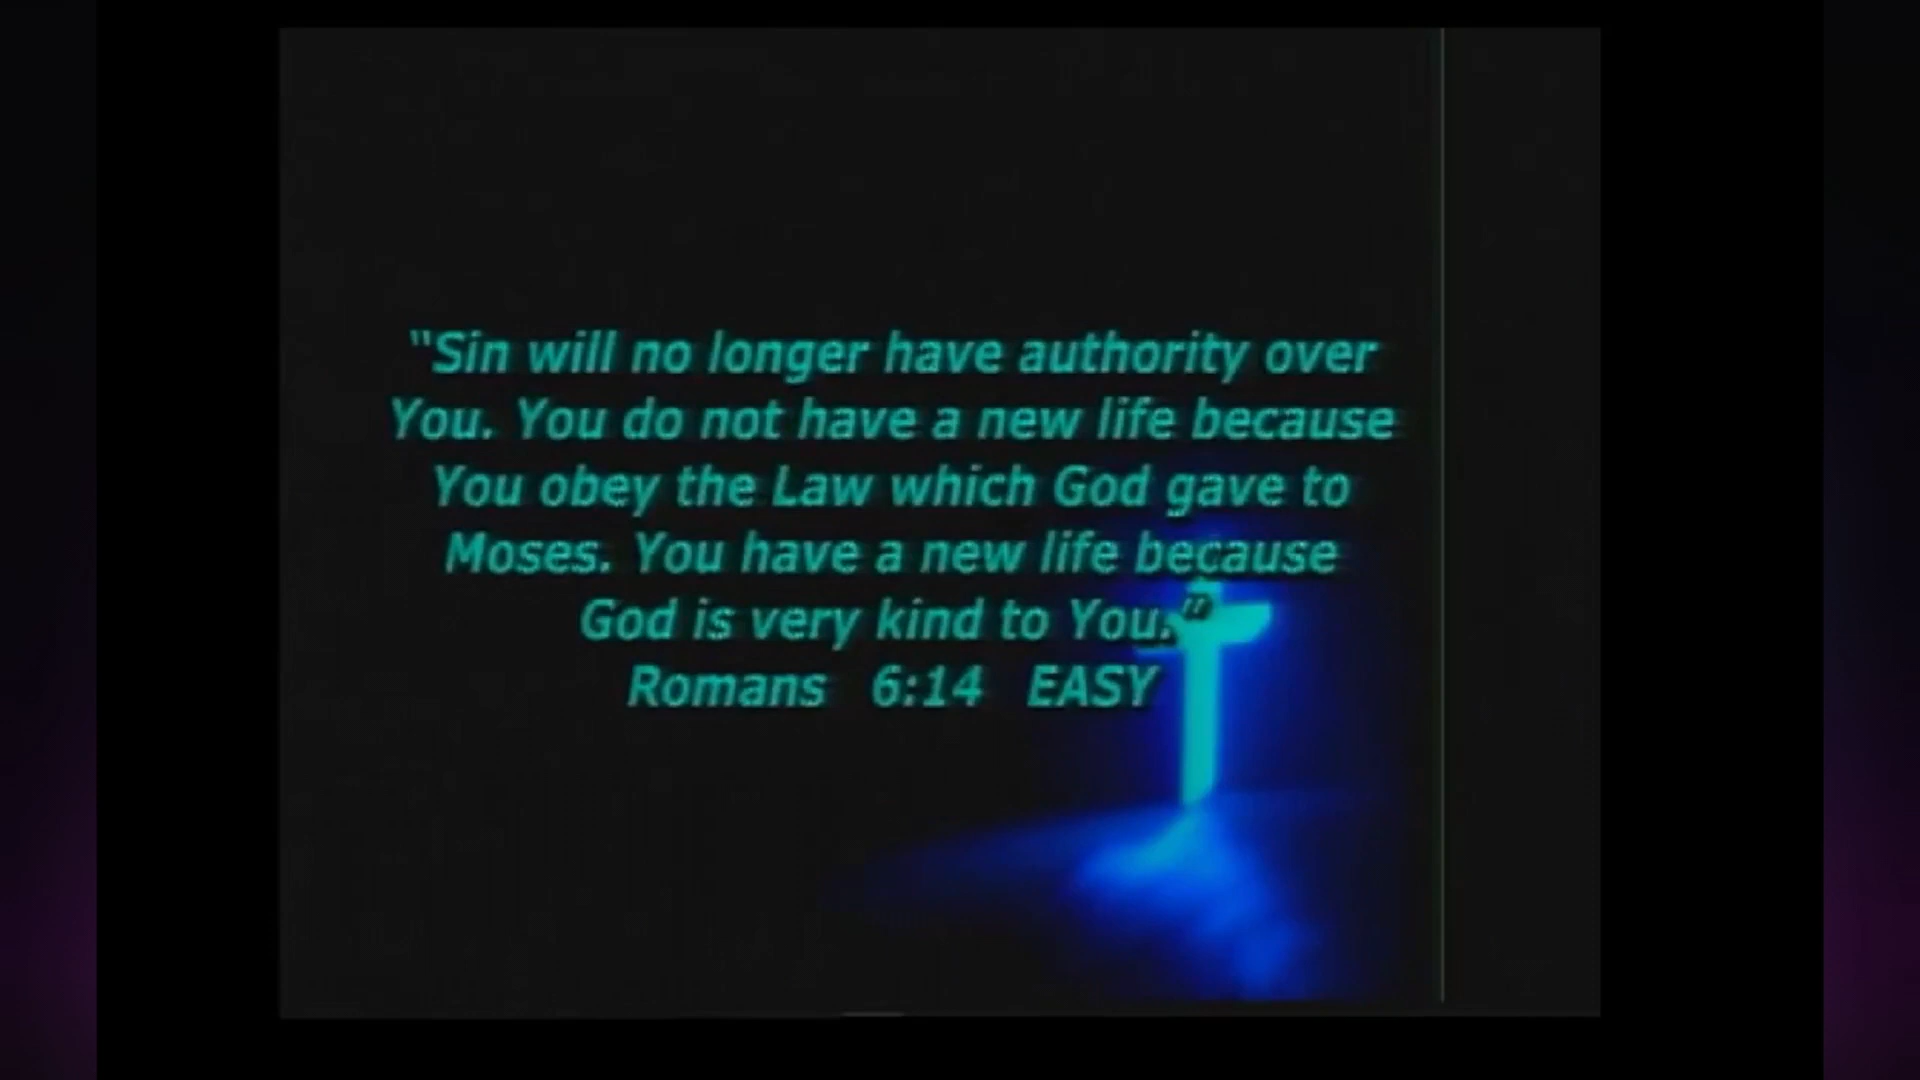 “Sin will no longer have authority over
You. You do not have a new life because
You obey the Law which God gave to
Moses. You have a new life because
God is very kind to You.”
Romans 6:14 EASY